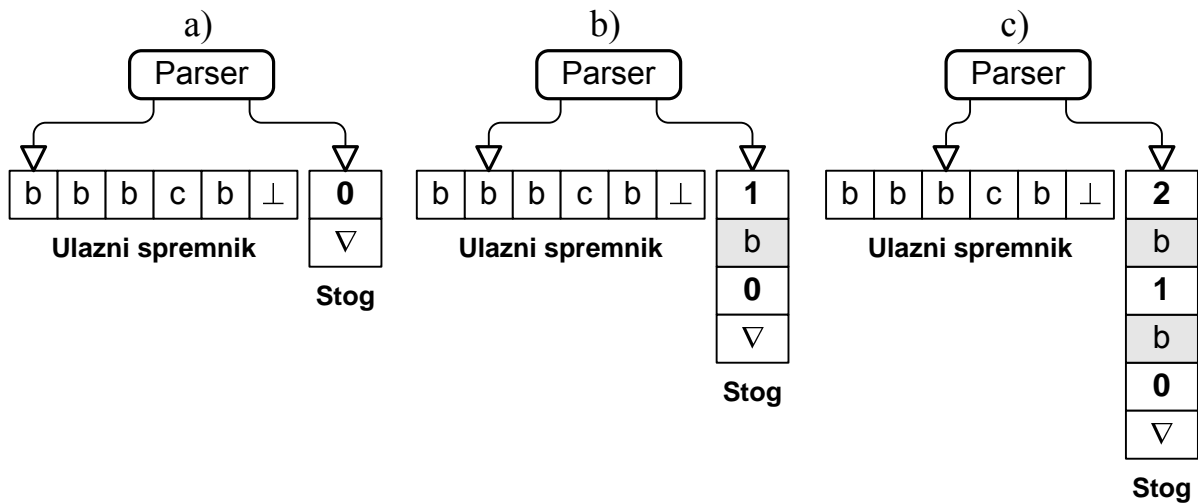 a) b) c)
Parser Parser Parser
b b b c b ⊥ 0 b b b c b ⊥ 1 b b b c b ⊥ 2
Ulazni spremnik ∇ Ulazni spremnik b Ulazni spremnik b
Stog 0 1
∇ b
Stog 0
∇
Stog